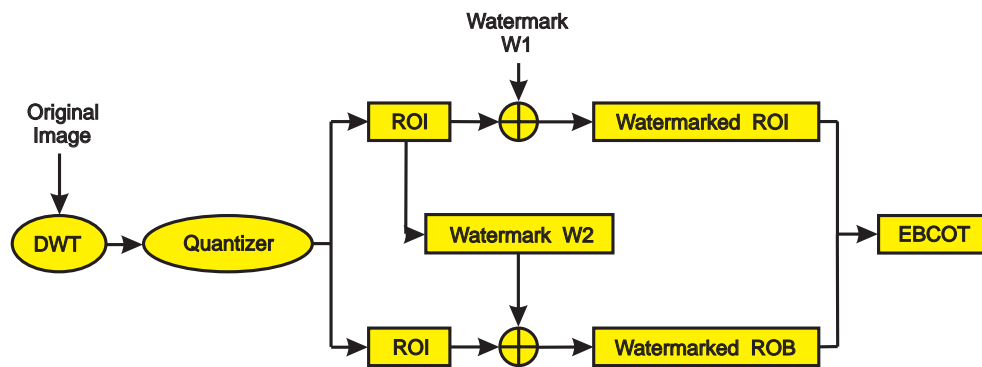 Watermark
W1
Original
Image
ROI
Watermarked ROI
DWT
Quantizer
Watermark W2
EBCOT
ROI
Watermarked ROB